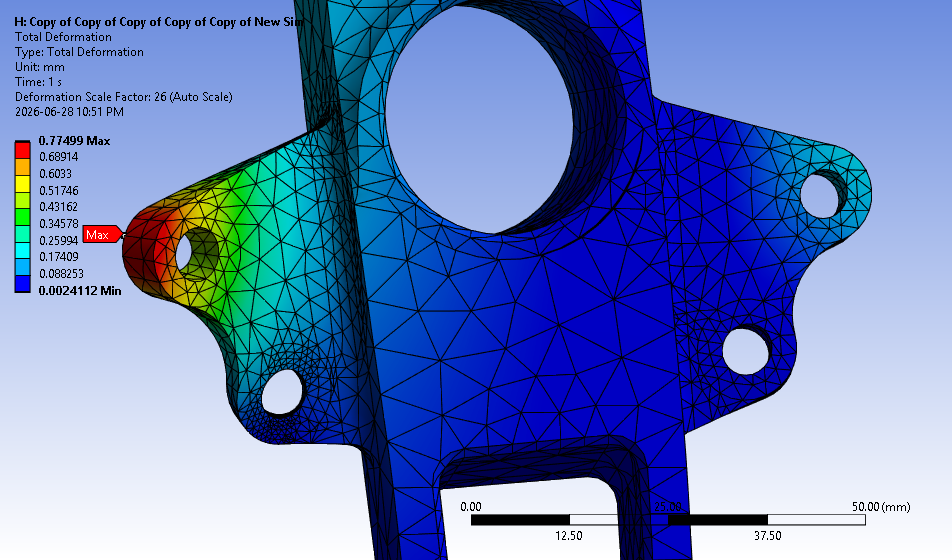 H: Copy of Copy of Copy of Copy of Copy of New Sim
Total Deformation
Type: Total Deformation
Unit: mm
Time: 1 s
Deformation Scale Factor: 26 (Auto Scale)
2026-06-28 10:51 PM
0.77499 Max
0.68914
0.6033
0.51746
0.43162
0.34578
0.25994
0.17409
0.088253
0.0024112 Min
Max
0.00 25.00 50.00 (mm)
12.50 37.50